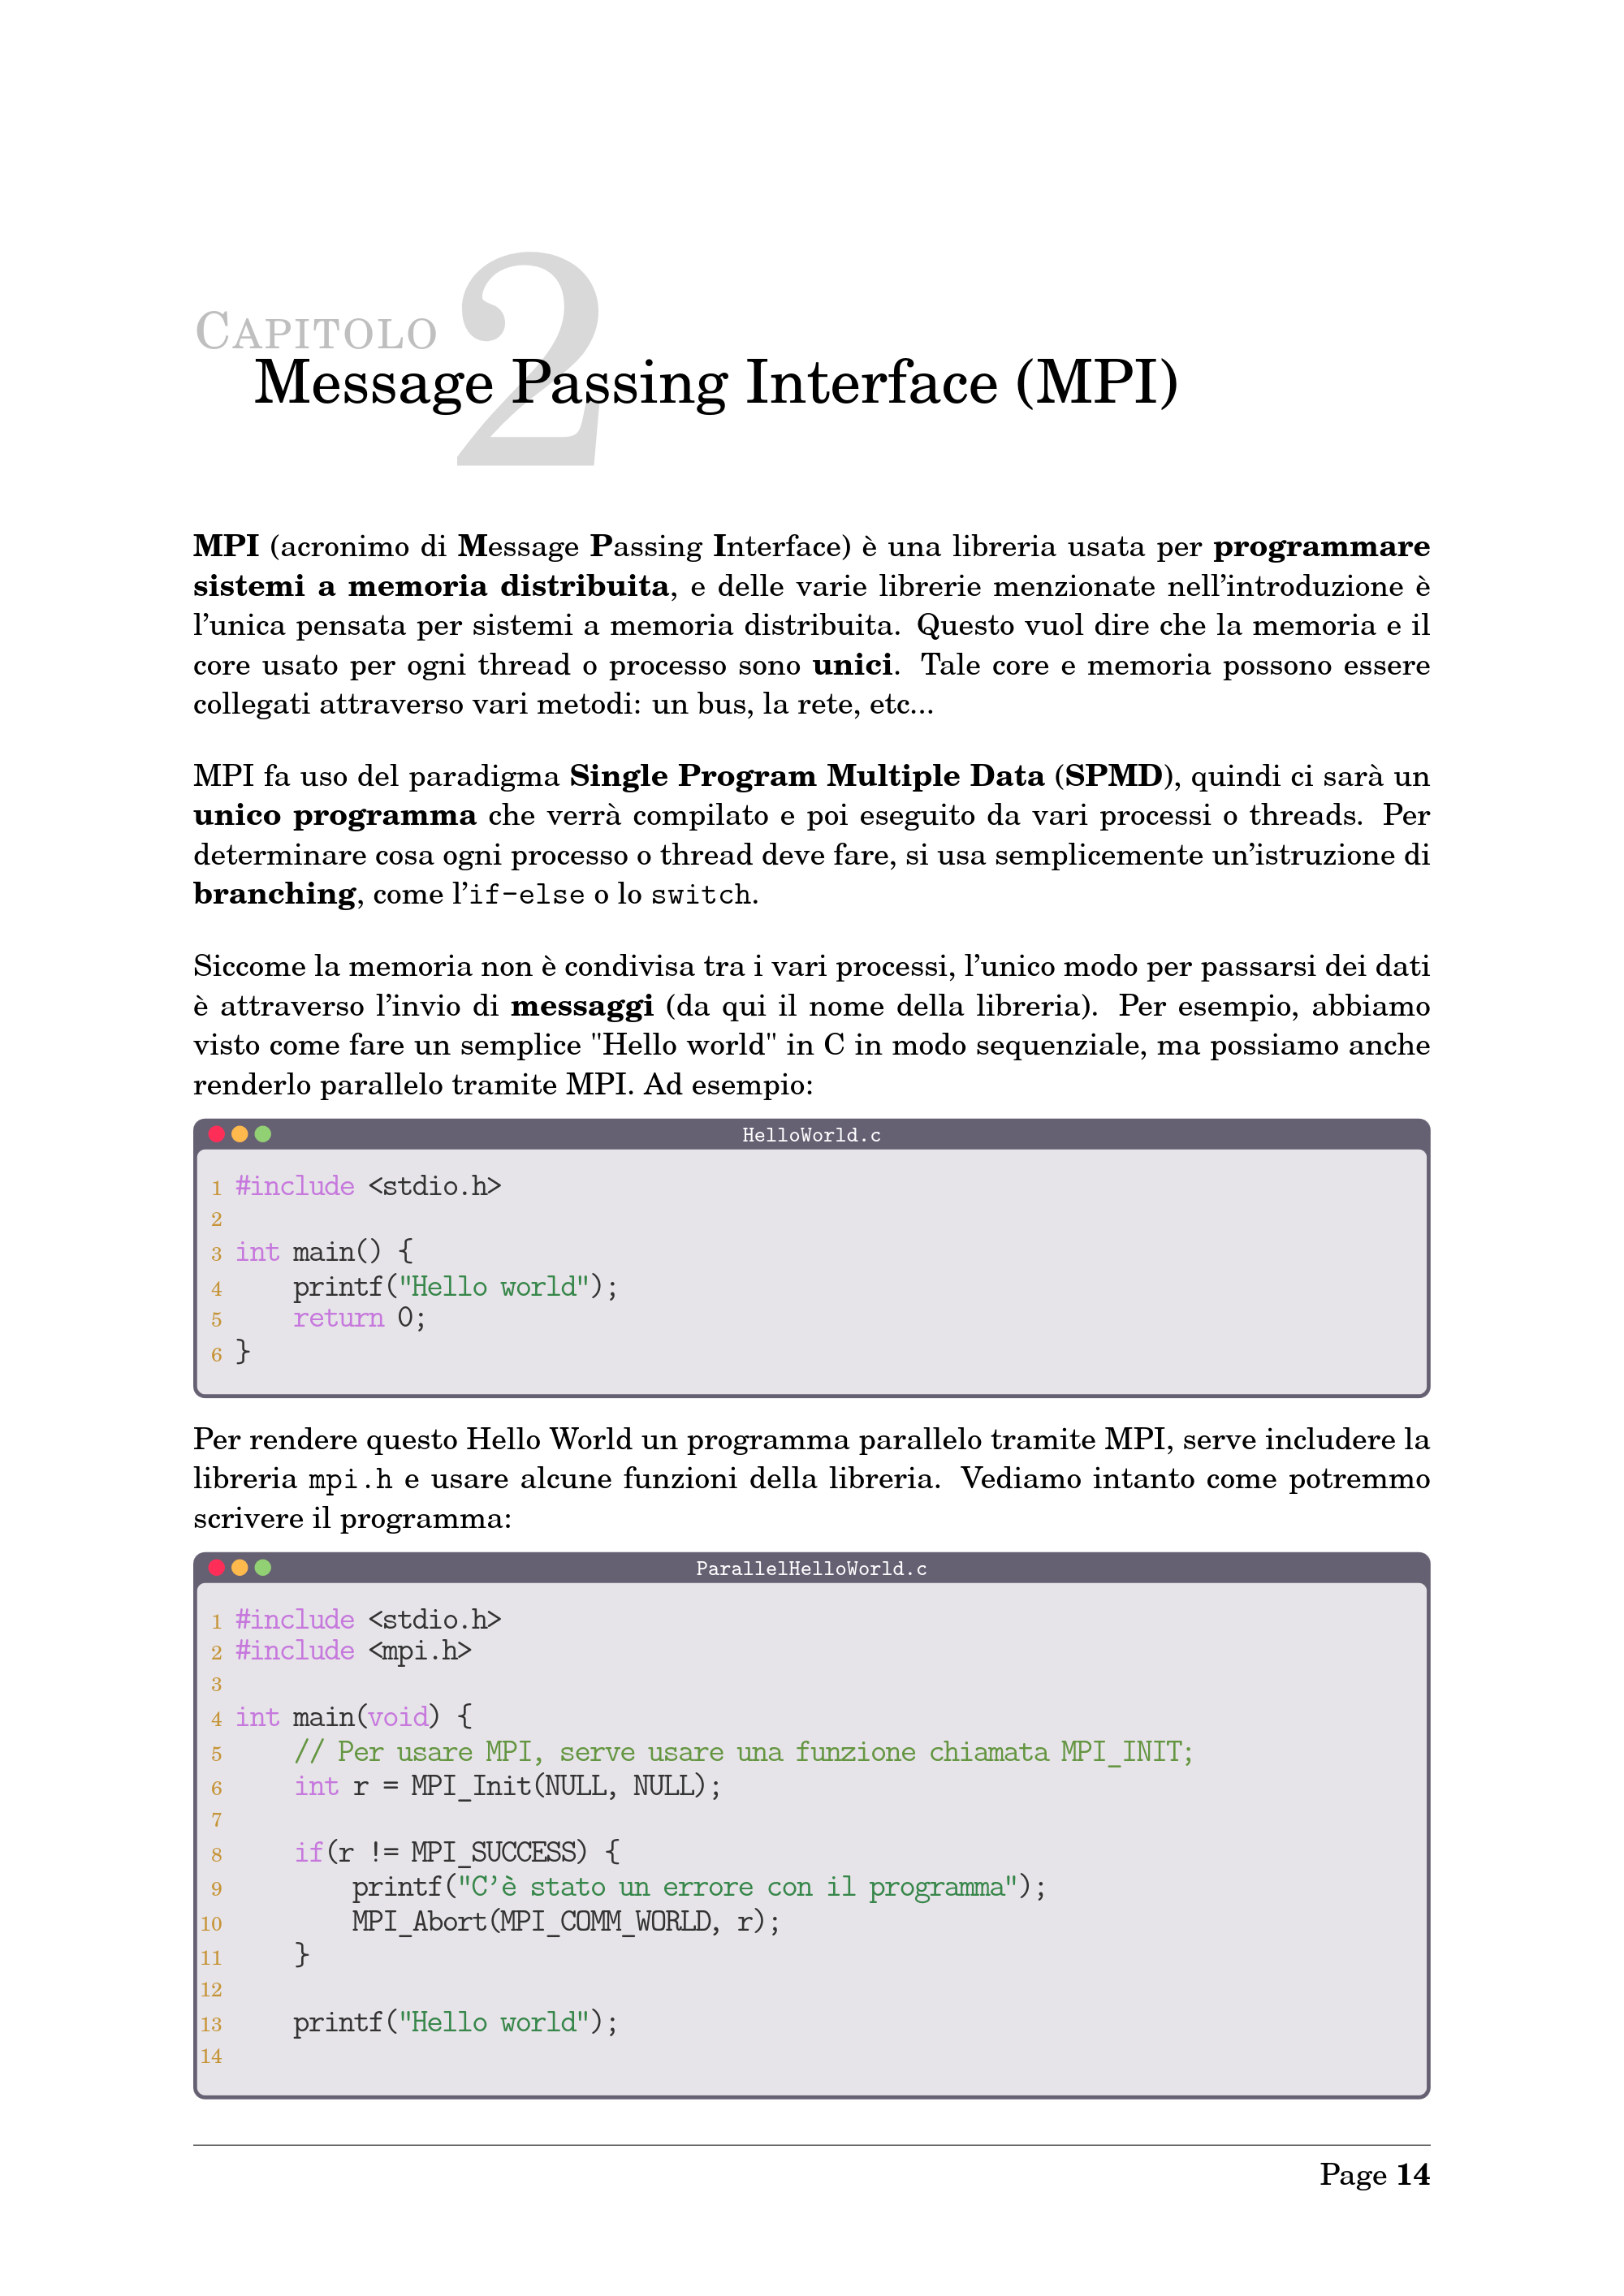 CAPITOLO 2
Message Passing Interface (MPI)
MPI (acronimo di Message Passing Interface) è una libreria usata per programmare
sistemi a memoria distribuita, e delle varie librerie menzionate nell'introduzione è
l'unica pensata per sistemi a memoria distribuita. Questo vuol dire che la memoria e il
core usato per ogni thread o processo sono unici. Tale core e memoria possono essere
collegati attraverso vari metodi: un bus, la rete, etc...
MPI fa uso del paradigma Single Program Multiple Data (SPMD), quindi ci sarà un
unico programma che verrà compilato e poi eseguito da vari processi o threads. Per
determinare cosa ogni processo o thread deve fare, si usa semplicemente un'istruzione di
branching, come l'if-else o lo switch.
Siccome la memoria non è condivisa tra i vari processi, l'unico modo per passarsi dei dati
è attraverso l'invio di messaggi (da qui il nome della libreria). Per esempio, abbiamo
visto come fare un semplice "Hello world" in C in modo sequenziale, ma possiamo anche
renderlo parallelo tramite MPI. Ad esempio:
HelloWorld.c
1 #include <stdio.h>
2
3 int main() {
4     printf("Hello world");
5     return 0;
6 }
Per rendere questo Hello World un programma parallelo tramite MPI, serve includere la
libreria mpi.h e usare alcune funzioni della libreria. Vediamo intanto come potremmo
scrivere il programma:
ParallelHelloWorld.c
1 #include <stdio.h>
2 #include <mpi.h>
3
4 int main(void) {
5     // Per usare MPI, serve usare una funzione chiamata MPI_INIT;
6     int r = MPI_Init(NULL, NULL);
7
8     if(r != MPI_SUCCESS) {
9         printf("C'è stato un errore con il programma");
10         MPI_Abort(MPI_COMM_WORLD, r);
11     }
12
13     printf("Hello world");
14
Page 14